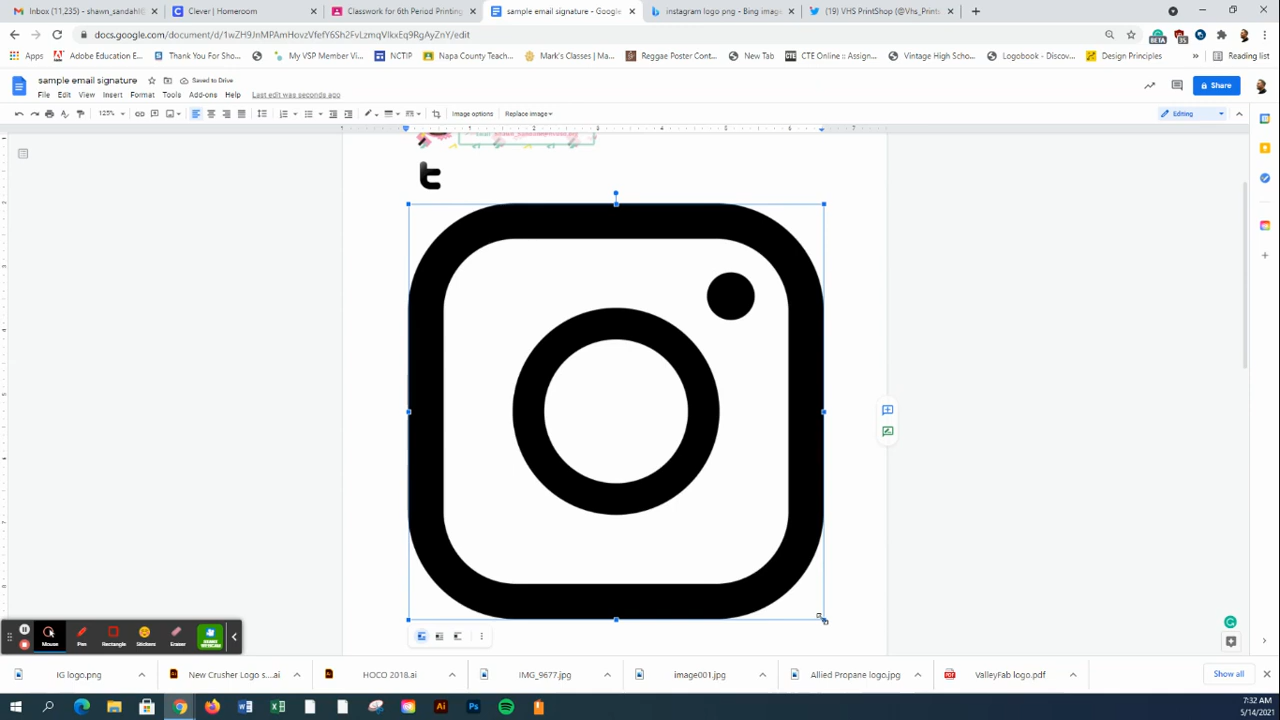 Inbox (11,235) - shawn_sandahl@
Clever | Homeroom
Classwork for 6th Period Printing
sample email signature - Google
instagram logo png - Bing image
(19) VHS PrintShop (@Vhs_Prints
docs.google.com/document/d/1wZH9JnMPAmHovzVfefY6Sh2FvLzmqVIkxEq9RgAyZnY/edit
BETA
35
Apps
Adobe Education E...
Thank You For Sho...
My VSP Member Vi...
NCTIP
Napa County Teach...
Mark's Classes | Ma...
Reggae Poster Cont...
New Tab
CTE Online :: Assign...
Vintage High Scho...
Logobook - Discov...
Design Principles
Reading list
sample email signature
Saved to Drive
File Edit View Insert Format Tools Add-ons Help Last edit was seconds ago
Share
125%
Image options
Replace image
Editing
Mouse Pen Rectangle Stickers Eraser
IG logo.png
New Crusher Logo s....ai
HOCO 2018.ai
IMG_9677.jpg
image001.jpg
Allied Propane logo.jpg
ValleyFab logo.pdf
Show all
Ai
Ps
7:32 AM
5/14/2021